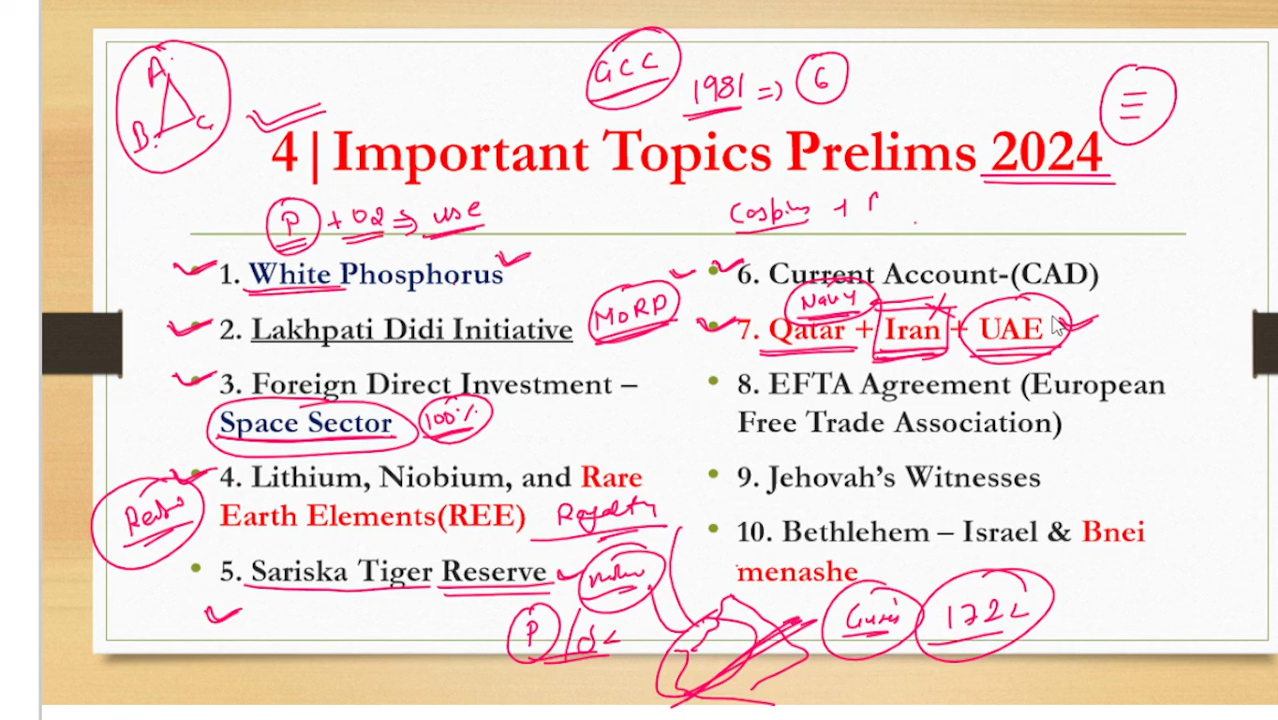 A
B
C
GCC
1981 => 6
4|Important Topics Prelims 2024
P + O2 => use
1. White Phosphorus
2. Lakhpati Didi Initiative
MoRD
3. Foreign Direct Investment –
Space Sector
100%
4. Lithium, Niobium, and Rare
Earth Elements(REE)
Royalty
5. Sariska Tiger Reserve
P
6. Current Account-(CAD)
Navy
7. Qatar + Iran + UAE
8. EFTA Agreement (European
Free Trade Association)
9. Jehovah’s Witnesses
10. Bethlehem – Israel & Bnei
menashe